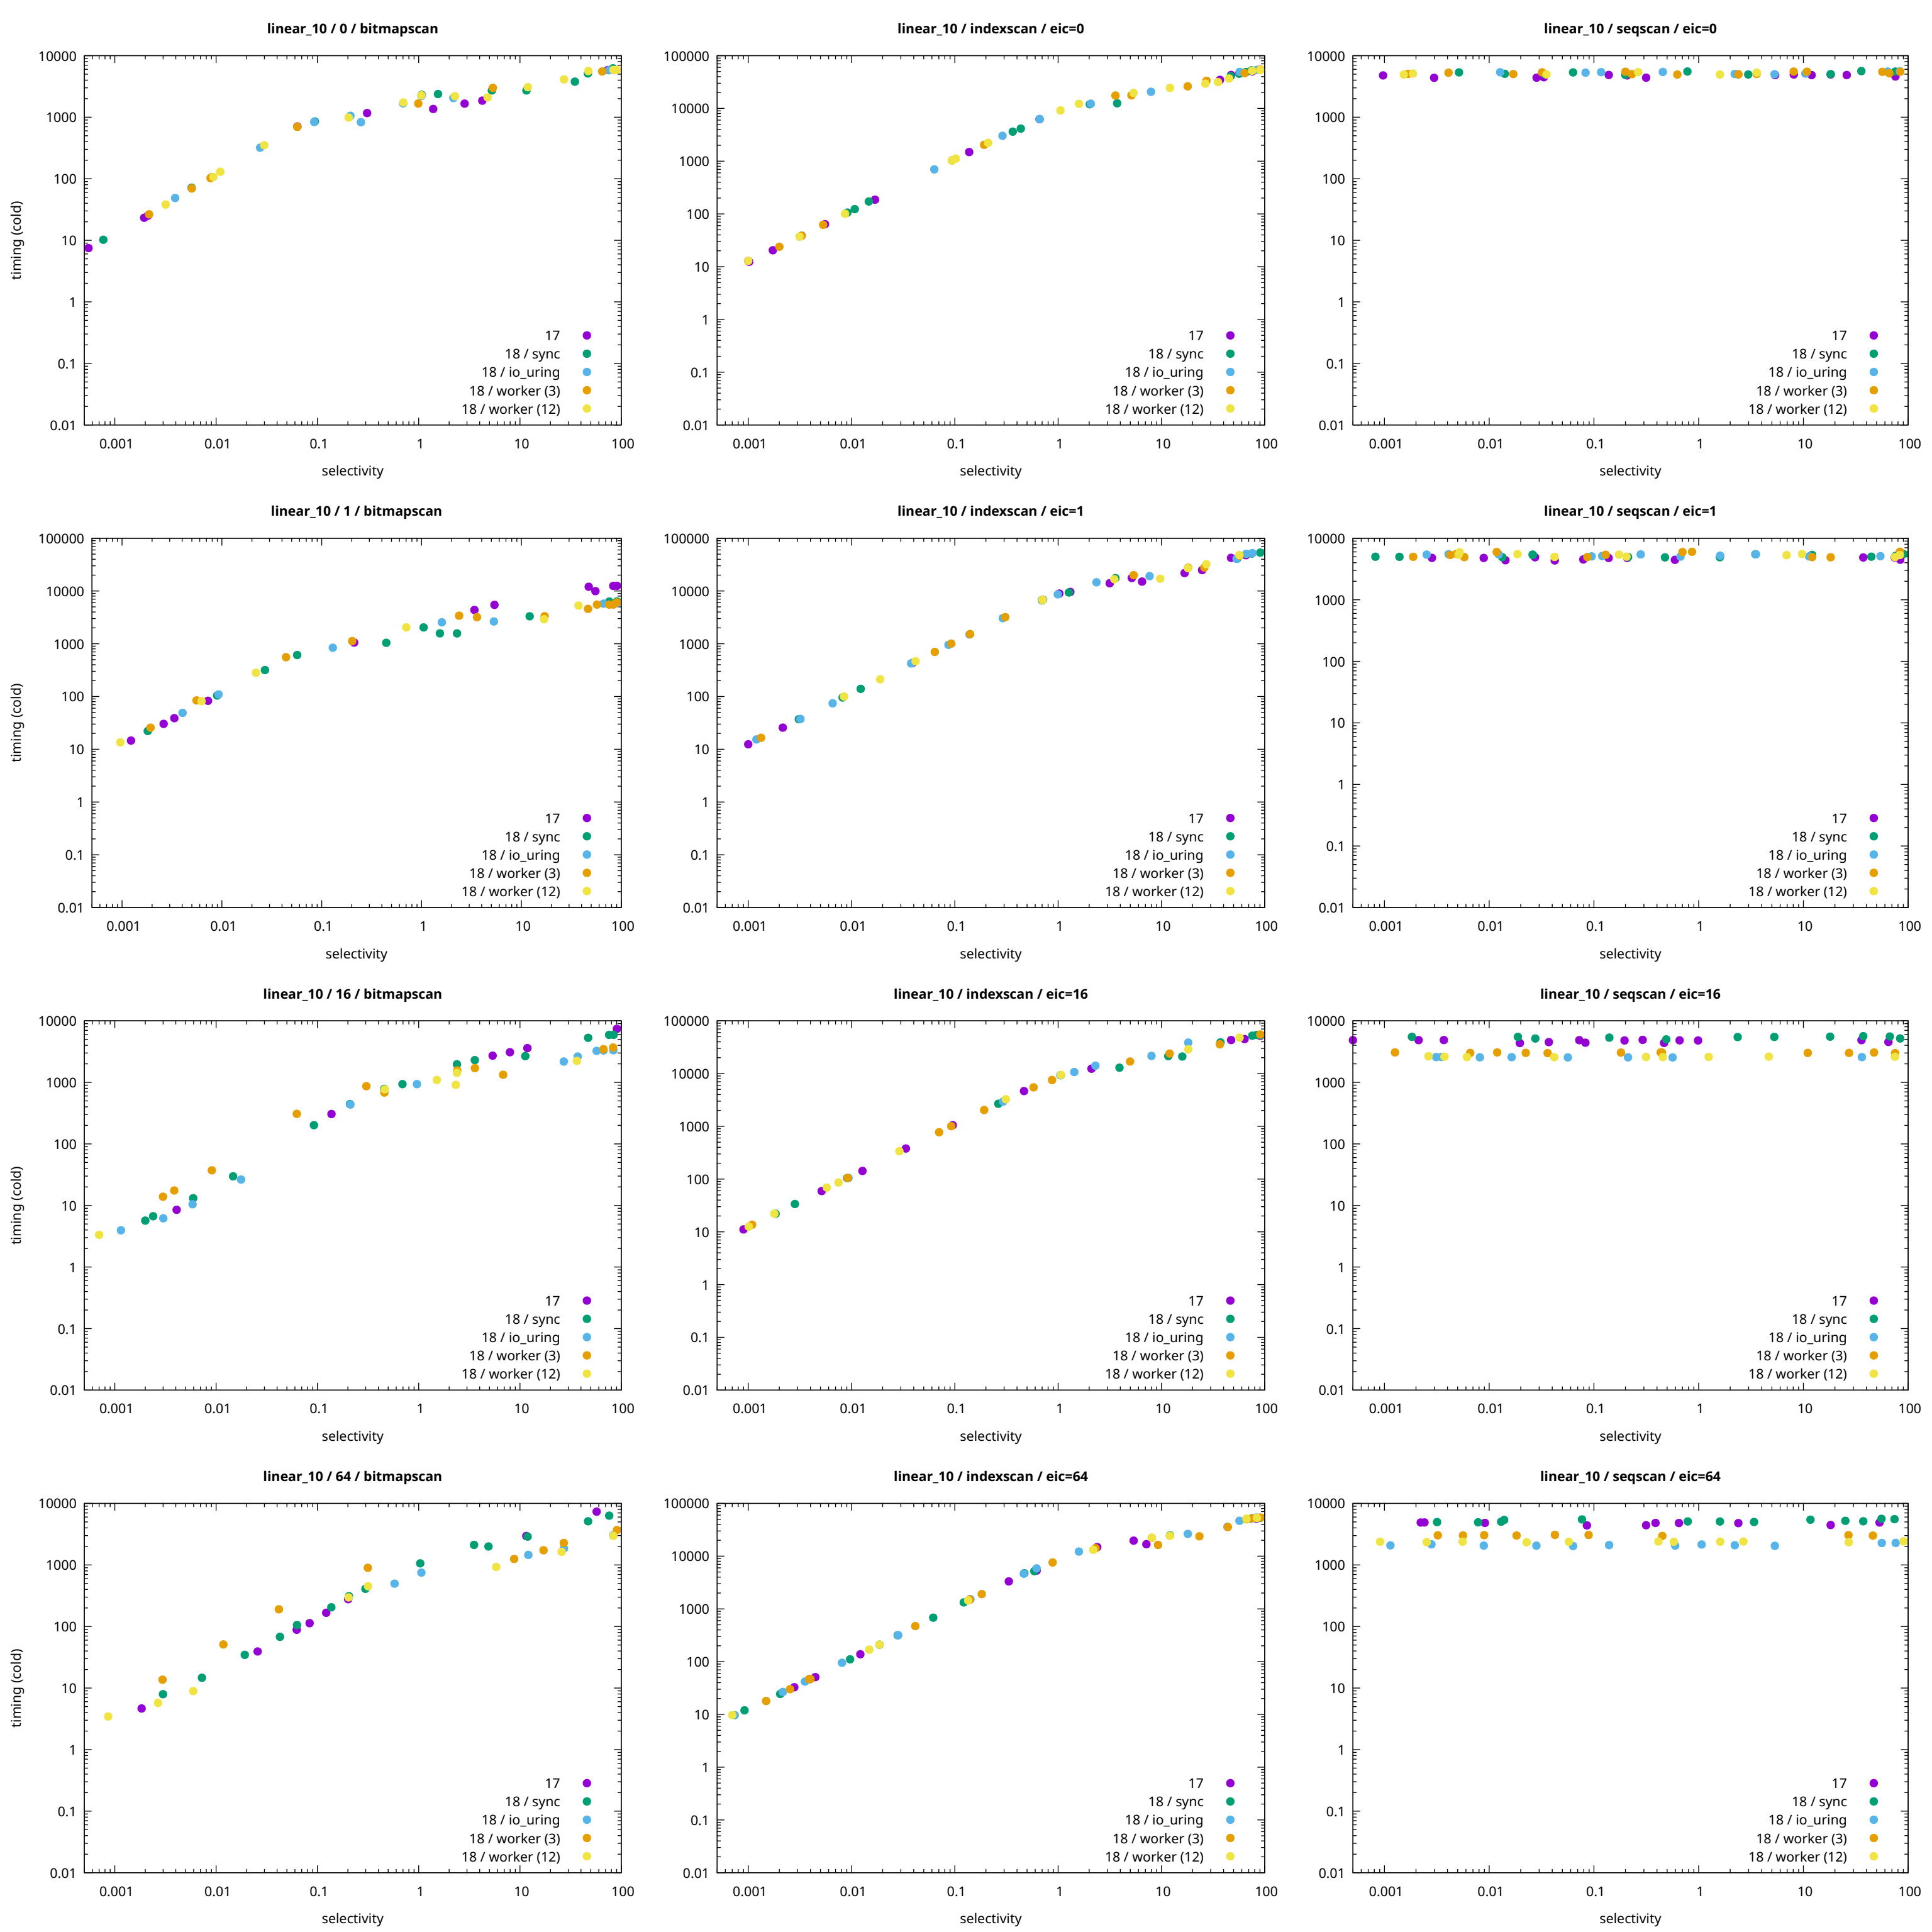 linear_10 / 0 / bitmapscan
timing (cold)
10000
1000
100
10
1
0.1
0.01
17
18 / sync
18 / io_uring
18 / worker (3)
18 / worker (12)
0.001 0.01 0.1 1 10 100
selectivity
linear_10 / indexscan / eic=0
100000
10000
1000
100
10
1
0.1
0.01
17
18 / sync
18 / io_uring
18 / worker (3)
18 / worker (12)
0.001 0.01 0.1 1 10 100
selectivity
linear_10 / seqscan / eic=0
10000
1000
100
10
1
0.1
0.01
17
18 / sync
18 / io_uring
18 / worker (3)
18 / worker (12)
0.001 0.01 0.1 1 10 100
selectivity
linear_10 / 1 / bitmapscan
timing (cold)
100000
10000
1000
100
10
1
0.1
0.01
17
18 / sync
18 / io_uring
18 / worker (3)
18 / worker (12)
0.001 0.01 0.1 1 10 100
selectivity
linear_10 / indexscan / eic=1
100000
10000
1000
100
10
1
0.1
0.01
17
18 / sync
18 / io_uring
18 / worker (3)
18 / worker (12)
0.001 0.01 0.1 1 10 100
selectivity
linear_10 / seqscan / eic=1
10000
1000
100
10
1
0.1
0.01
17
18 / sync
18 / io_uring
18 / worker (3)
18 / worker (12)
0.001 0.01 0.1 1 10 100
selectivity
linear_10 / 16 / bitmapscan
timing (cold)
10000
1000
100
10
1
0.1
0.01
17
18 / sync
18 / io_uring
18 / worker (3)
18 / worker (12)
0.001 0.01 0.1 1 10 100
selectivity
linear_10 / indexscan / eic=16
100000
10000
1000
100
10
1
0.1
0.01
17
18 / sync
18 / io_uring
18 / worker (3)
18 / worker (12)
0.001 0.01 0.1 1 10 100
selectivity
linear_10 / seqscan / eic=16
10000
1000
100
10
1
0.1
0.01
17
18 / sync
18 / io_uring
18 / worker (3)
18 / worker (12)
0.001 0.01 0.1 1 10 100
selectivity
linear_10 / 64 / bitmapscan
timing (cold)
10000
1000
100
10
1
0.1
0.01
17
18 / sync
18 / io_uring
18 / worker (3)
18 / worker (12)
0.001 0.01 0.1 1 10 100
selectivity
linear_10 / indexscan / eic=64
100000
10000
1000
100
10
1
0.1
0.01
17
18 / sync
18 / io_uring
18 / worker (3)
18 / worker (12)
0.001 0.01 0.1 1 10 100
selectivity
linear_10 / seqscan / eic=64
10000
1000
100
10
1
0.1
0.01
17
18 / sync
18 / io_uring
18 / worker (3)
18 / worker (12)
0.001 0.01 0.1 1 10 100
selectivity